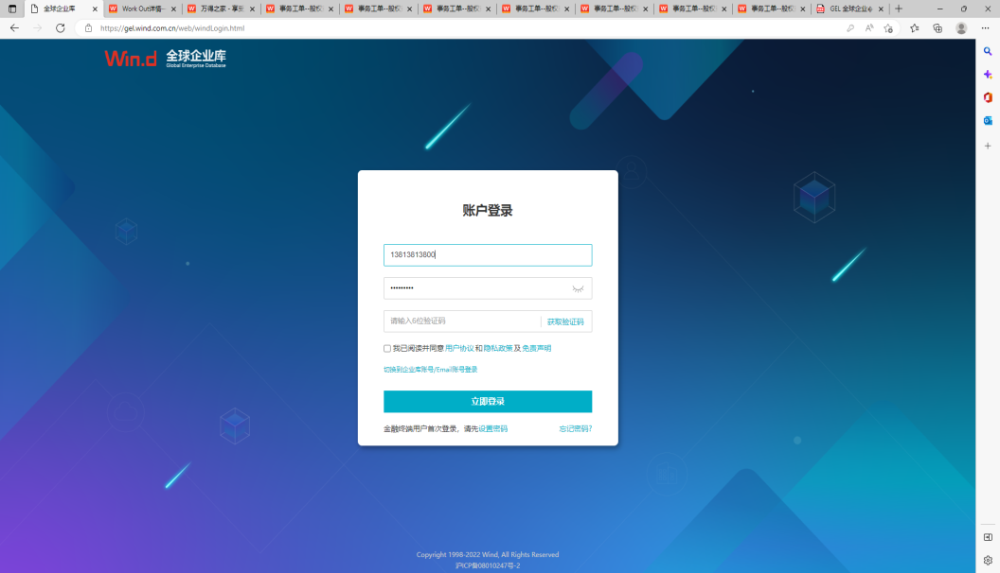 全球企业库
Work Out详情-
万得之家 - 享受
事务工单--股权
事务工单--股权
事务工单--股权
事务工单--股权
事务工单--股权
事务工单--股权
事务工单--股权
GEL 全球企业
https://gel.wind.com.cn/web/windLogin.html
Win.d 全球企业库
Global Enterprise Database
账户登录
13813813800
•••••••••
请输入6位验证码
获取验证码
我已阅读并同意用户协议和隐私政策及免责声明
切换到企业库账号/Email账号登录
立即登录
金融终端用户首次登录，请先设置密码
忘记密码?
Copyright 1998-2022 Wind, All Rights Reserved
沪ICP备08010247号-2